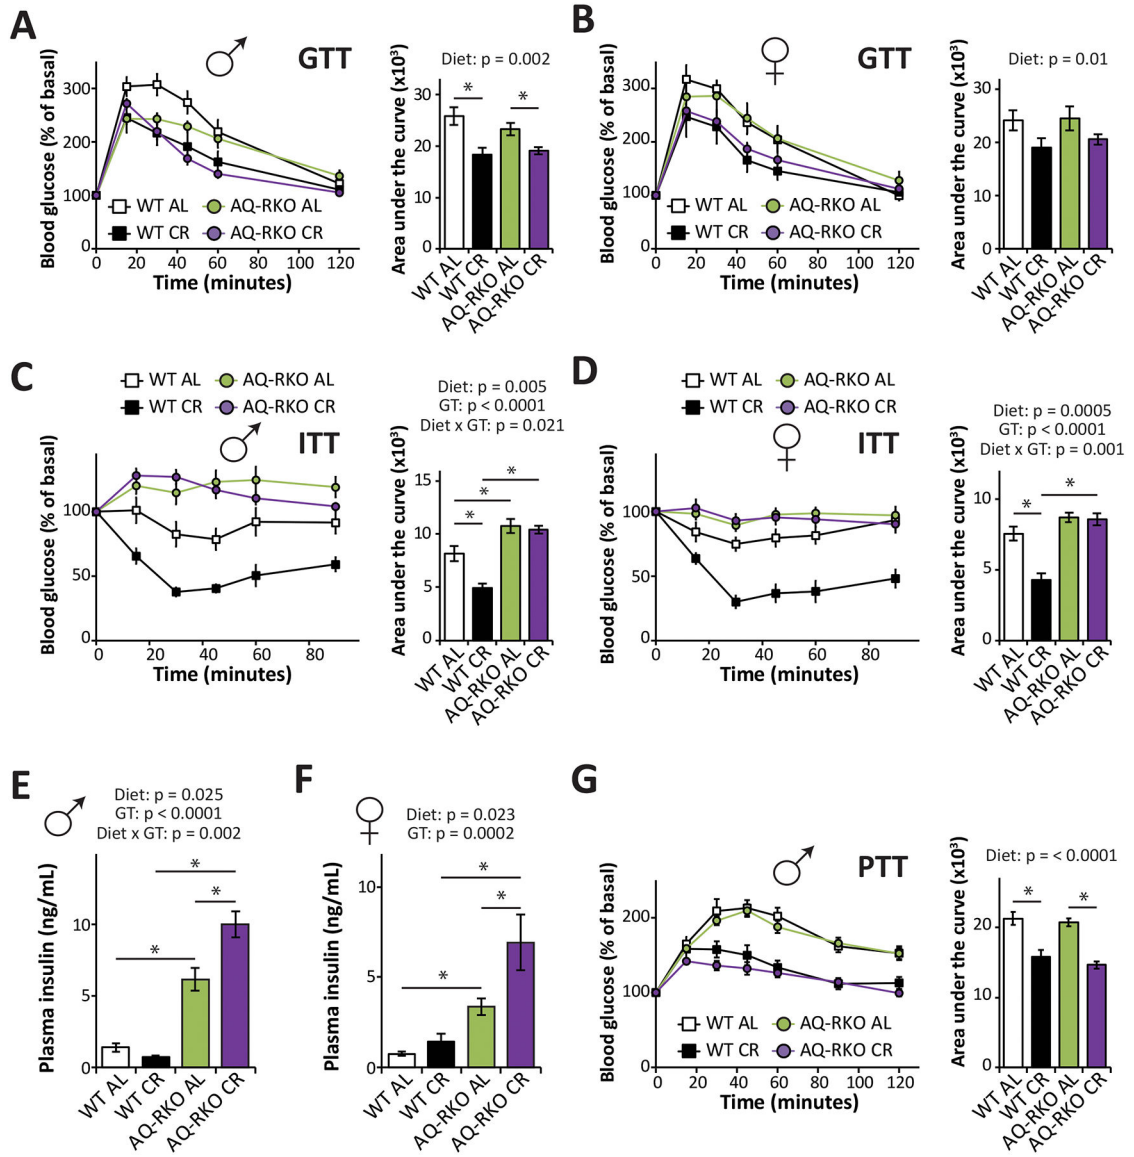 A
GTT
Blood glucose (% of basal)
300
200
100
0
WT AL
AQ-RKO AL
WT CR
AQ-RKO CR
0 20 40 60 80 100 120
Time (minutes)
Diet: p = 0.002
Area under the curve (x10³)
30
20
10
0
* *
WT AL
WT CR
AQ-RKO AL
AQ-RKO CR
B
GTT
Blood glucose (% of basal)
300
200
100
0
WT AL
AQ-RKO AL
WT CR
AQ-RKO CR
0 20 40 60 80 100 120
Time (minutes)
Diet: p = 0.01
Area under the curve (x10³)
30
20
10
0
WT AL
WT CR
AQ-RKO AL
AQ-RKO CR
C
WT AL
AQ-RKO AL
WT CR
AQ-RKO CR
ITT
Blood glucose (% of basal)
100
50
0
0 20 40 60 80
Time (minutes)
Diet: p = 0.005
GT: p < 0.0001
Diet x GT: p = 0.021
Area under the curve (x10³)
15
10
5
0
*
*
*
WT AL
WT CR
AQ-RKO AL
AQ-RKO CR
D
WT AL
AQ-RKO AL
WT CR
AQ-RKO CR
ITT
Blood glucose (% of basal)
100
50
0
0 20 40 60 80
Time (minutes)
Diet: p = 0.0005
GT: p < 0.0001
Diet x GT: p = 0.001
Area under the curve (x10³)
10
5
0
*
*
WT AL
WT CR
AQ-RKO AL
AQ-RKO CR
E
Diet: p = 0.025
GT: p < 0.0001
Diet x GT: p = 0.002
Plasma insulin (ng/mL)
10
5
0
*
*
*
WT AL
WT CR
AQ-RKO AL
AQ-RKO CR
F
Diet: p = 0.023
GT: p = 0.0002
Plasma insulin (ng/mL)
10
5
0
*
*
*
WT AL
WT CR
AQ-RKO AL
AQ-RKO CR
G
PTT
Blood glucose (% of basal)
200
100
0
WT AL
AQ-RKO AL
WT CR
AQ-RKO CR
0 20 40 60 80 100 120
Time (minutes)
Diet: p = < 0.0001
Area under the curve (x10³)
20
10
0
* *
WT AL
WT CR
AQ-RKO AL
AQ-RKO CR